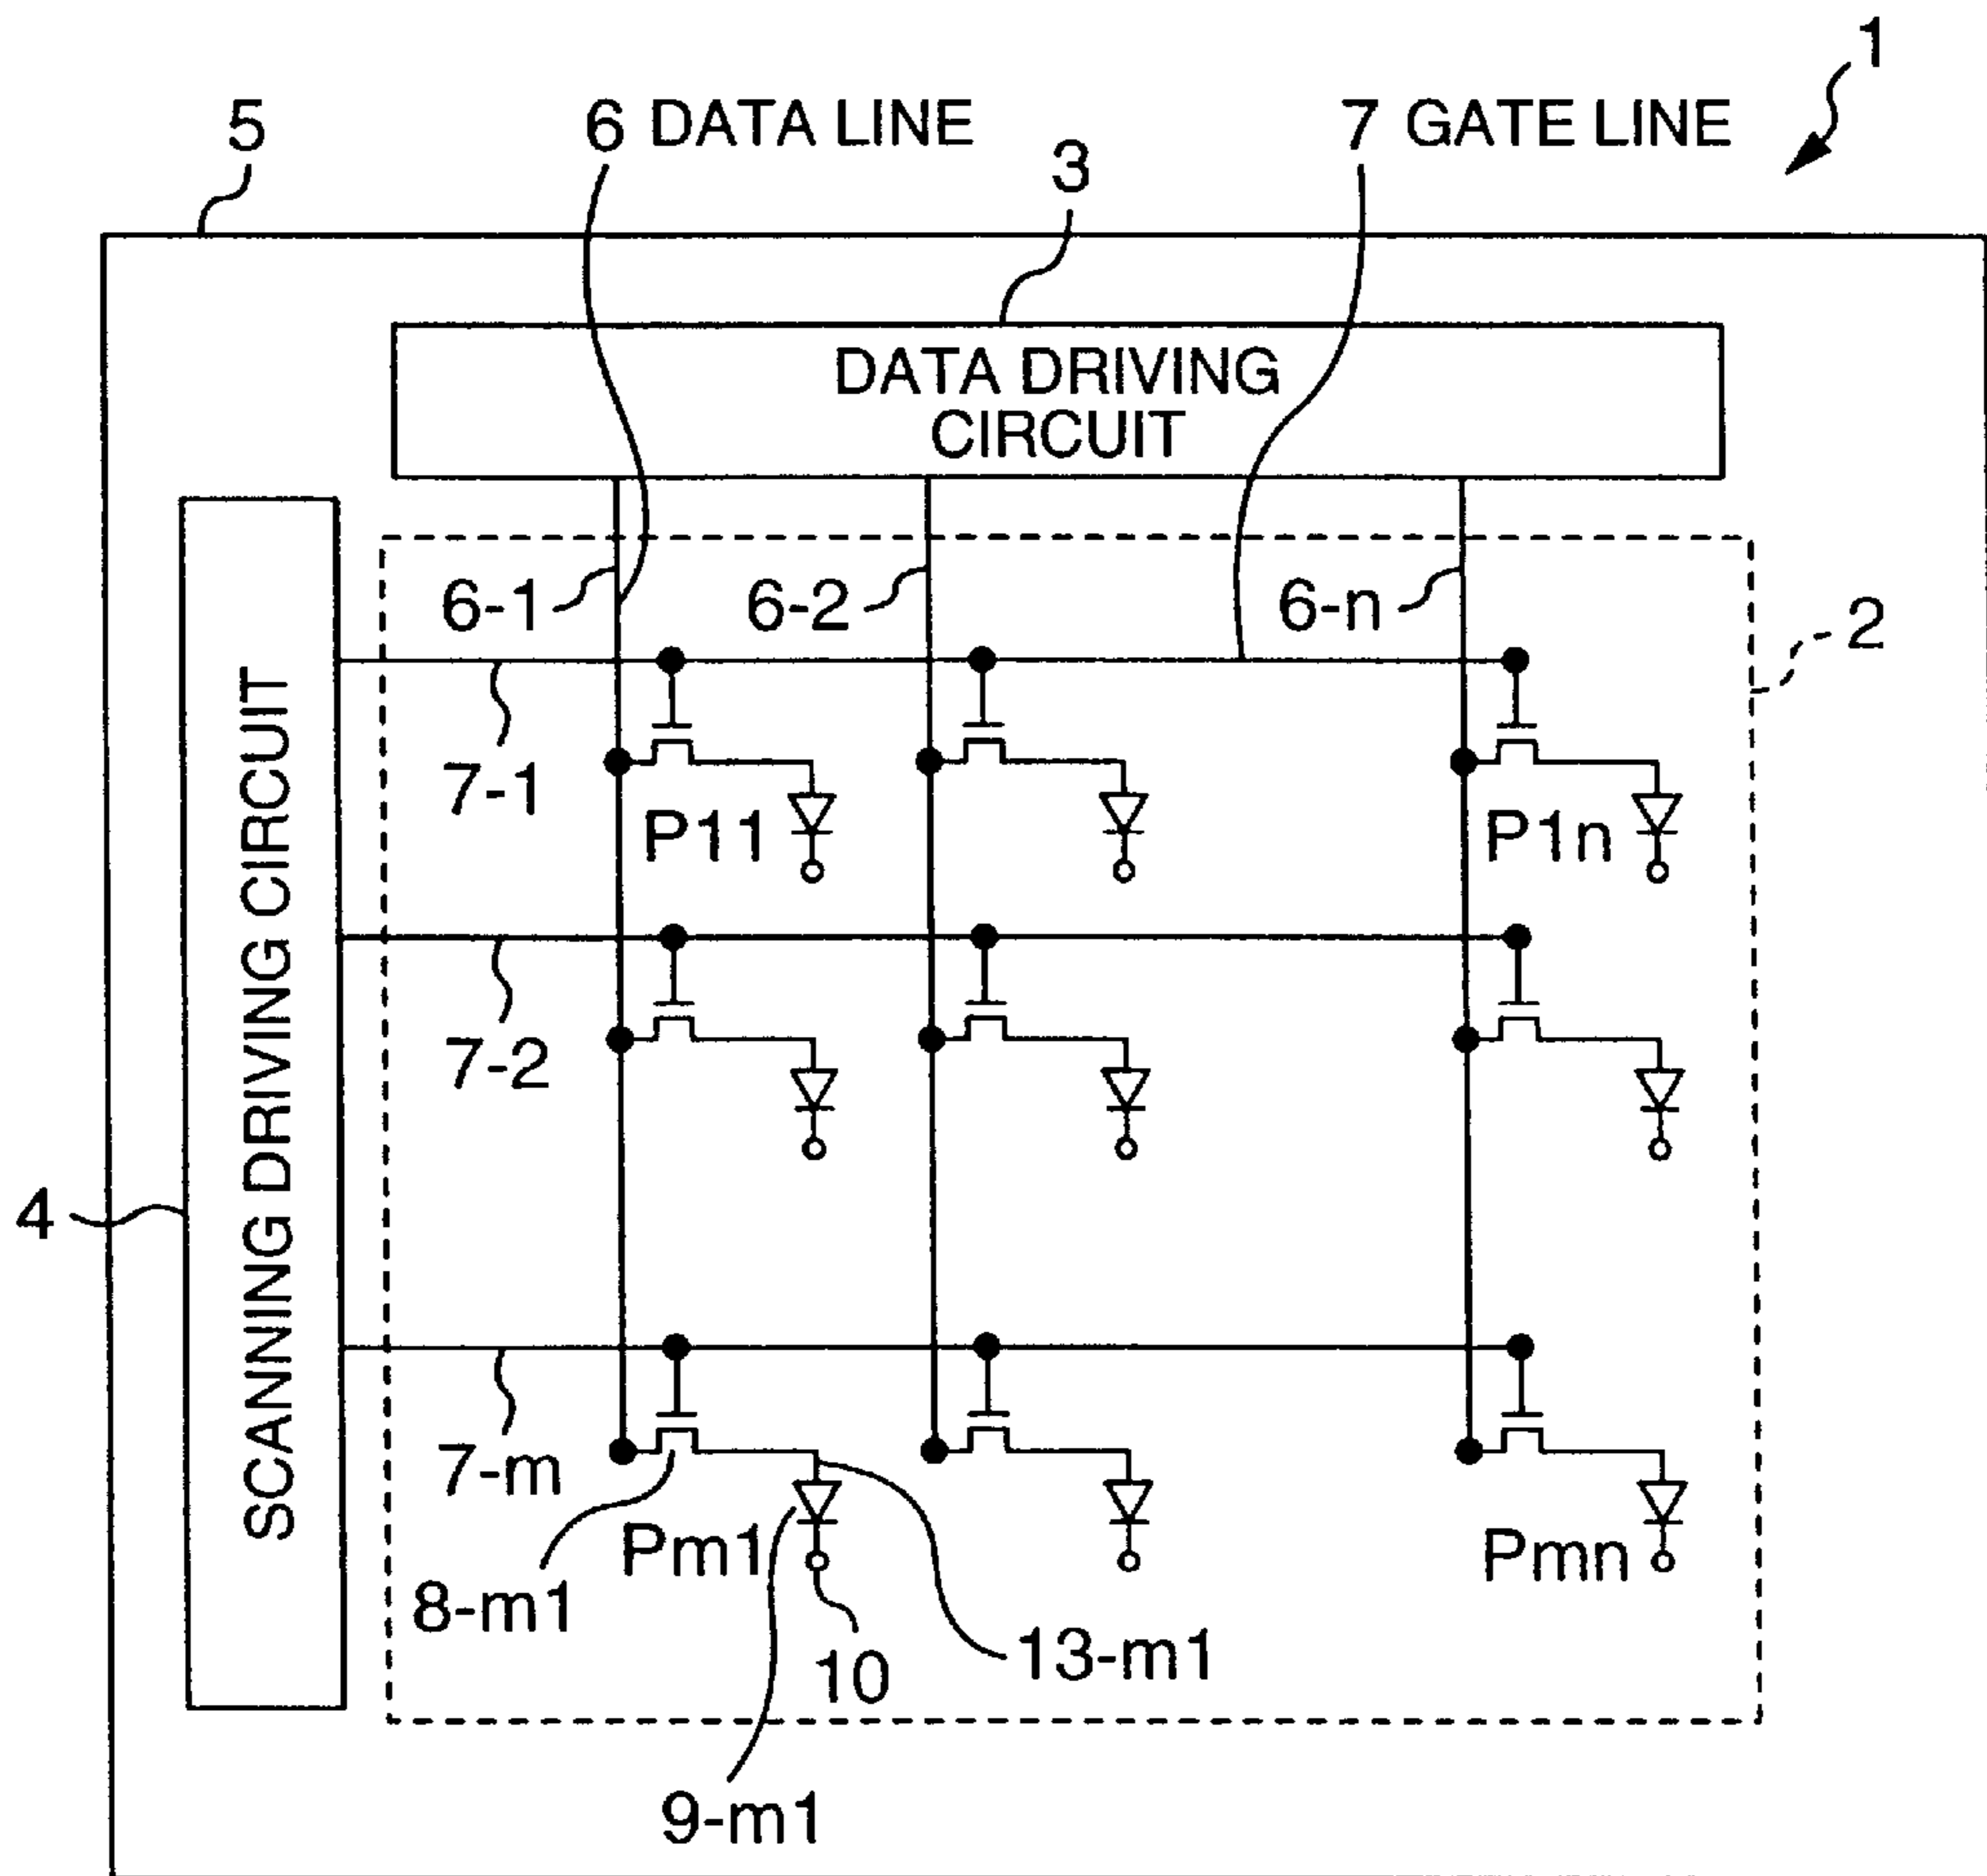 1
5
6 DATA LINE
7 GATE LINE
3
DATA DRIVING
CIRCUIT
6-1
6-2
6-n
2
SCANNING DRIVING CIRCUIT
7-1
P11
P1n
7-2
4
7-m
Pm1
Pmn
8-m1
10
13-m1
9-m1